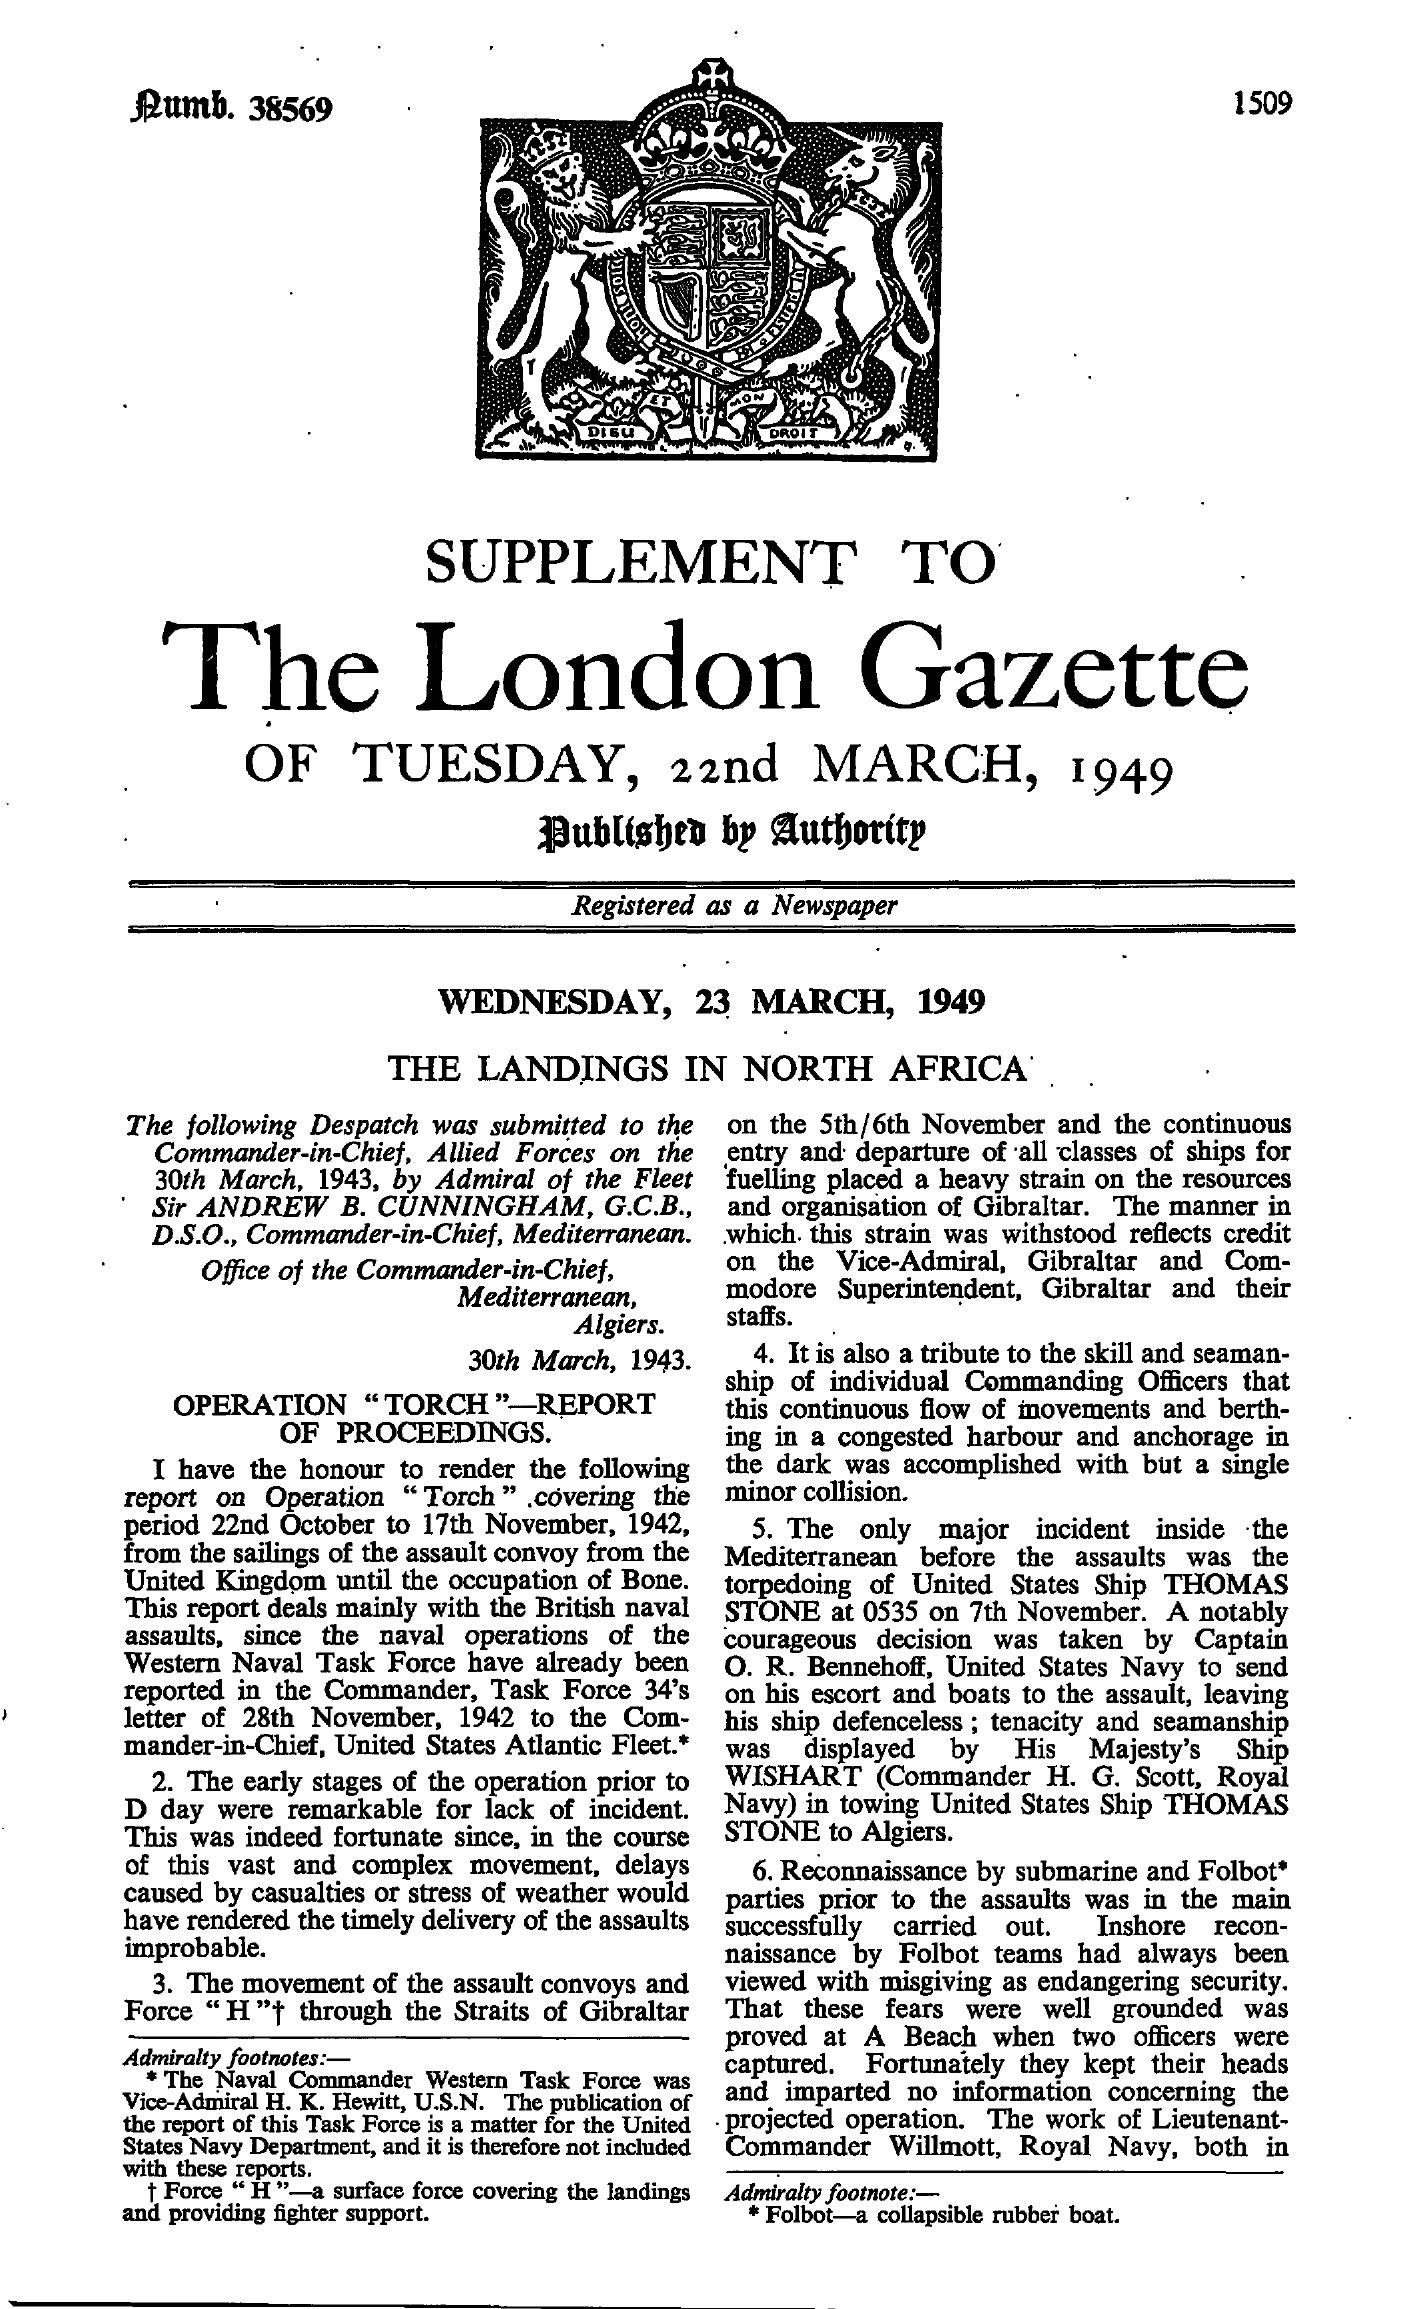 Numb. 38569
1509
DIEU ET MON DROIT
SUPPLEMENT TO
The London Gazette
OF TUESDAY, 22nd MARCH, 1949
Published by Authority
Registered as a Newspaper
WEDNESDAY, 23 MARCH, 1949
THE LANDINGS IN NORTH AFRICA
The following Despatch was submitted to the
Commander-in-Chief, Allied Forces on the
30th March, 1943, by Admiral of the Fleet
Sir ANDREW B. CUNNINGHAM, G.C.B.,
D.S.O., Commander-in-Chief, Mediterranean.
Office of the Commander-in-Chief,
Mediterranean,
Algiers.
30th March, 1943.
OPERATION “TORCH”—REPORT
OF PROCEEDINGS.
I have the honour to render the following
report on Operation “Torch” covering the
period 22nd October to 17th November, 1942,
from the sailings of the assault convoy from the
United Kingdom until the occupation of Bone.
This report deals mainly with the British naval
assaults, since the naval operations of the
Western Naval Task Force have already been
reported in the Commander, Task Force 34’s
letter of 28th November, 1942 to the Com-
mander-in-Chief, United States Atlantic Fleet.*
2. The early stages of the operation prior to
D day were remarkable for lack of incident.
This was indeed fortunate since, in the course
of this vast and complex movement, delays
caused by casualties or stress of weather would
have rendered the timely delivery of the assaults
improbable.
3. The movement of the assault convoys and
Force “H”† through the Straits of Gibraltar
Admiralty footnotes:—
* The Naval Commander Western Task Force was
Vice-Admiral H. K. Hewitt, U.S.N. The publication of
the report of this Task Force is a matter for the United
States Navy Department, and it is therefore not included
with these reports.
† Force “H”—a surface force covering the landings
and providing fighter support.
on the 5th/6th November and the continuous
entry and departure of all classes of ships for
fuelling placed a heavy strain on the resources
and organisation of Gibraltar. The manner in
which this strain was withstood reflects credit
on the Vice-Admiral, Gibraltar and Com-
modore Superintendent, Gibraltar and their
staffs.
4. It is also a tribute to the skill and seaman-
ship of individual Commanding Officers that
this continuous flow of movements and berth-
ing in a congested harbour and anchorage in
the dark was accomplished with but a single
minor collision.
5. The only major incident inside the
Mediterranean before the assaults was the
torpedoing of United States Ship THOMAS
STONE at 0535 on 7th November. A notably
courageous decision was taken by Captain
O. R. Bennehoff, United States Navy to send
on his escort and boats to the assault, leaving
his ship defenceless; tenacity and seamanship
was displayed by His Majesty’s Ship
WISHART (Commander H. G. Scott, Royal
Navy) in towing United States Ship THOMAS
STONE to Algiers.
6. Reconnaissance by submarine and Folbot*
parties prior to the assaults was in the main
successfully carried out. Inshore recon-
naissance by Folbot teams had always been
viewed with misgiving as endangering security.
That these fears were well grounded was
proved at A Beach when two officers were
captured. Fortunately they kept their heads
and imparted no information concerning the
projected operation. The work of Lieutenant-
Commander Willmott, Royal Navy, both in
Admiralty footnote:—
* Folbot—a collapsible rubber boat.